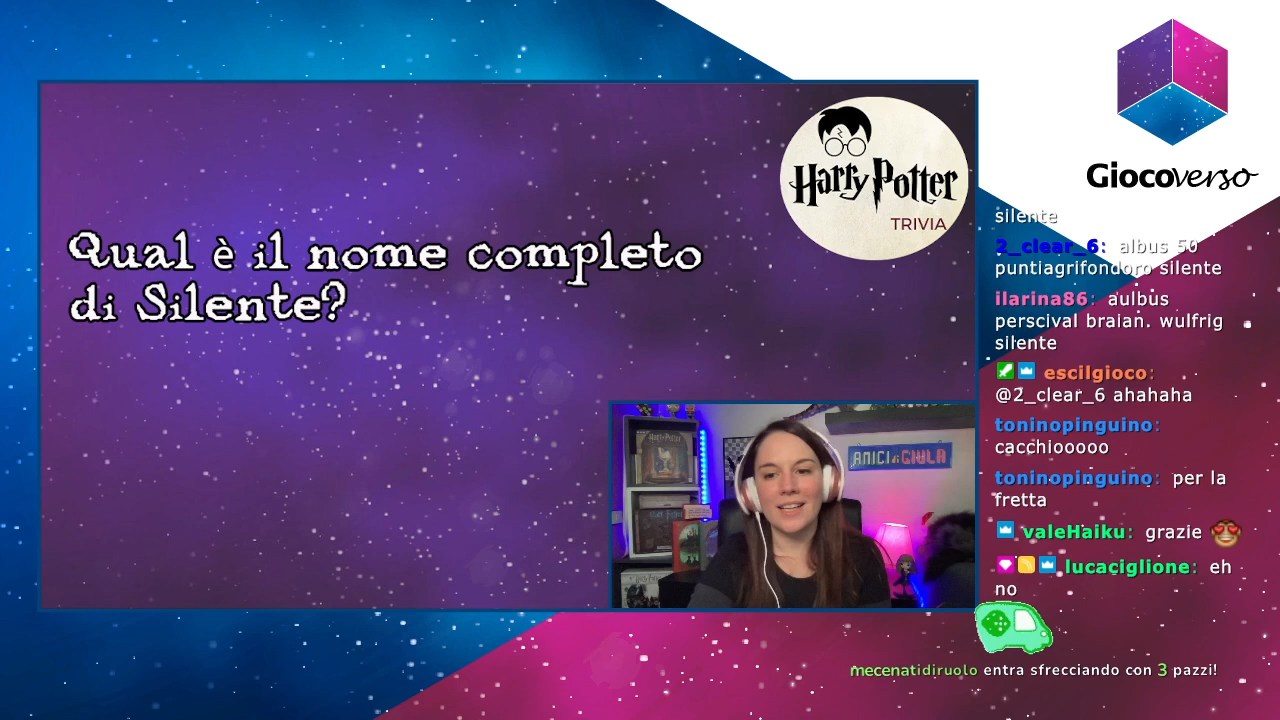 Harry Potter
TRIVIA
Qual è il nome completo
di Silente?
AMICI di GIULA
Giocoverso
silente
2_clear_6: albus 50
puntiagrifondoro silente
ilarina86: aulbus
perscival braian. wulfrig
silente
escilgioco:
@2_clear_6 ahahaha
toninopinguino:
cacchiooooo
toninopinguino: per la
fretta
valeHaiku: grazie
lucaciglione: eh
no
mecenatidiruolo entra sfrecciando con 3 pazzi!